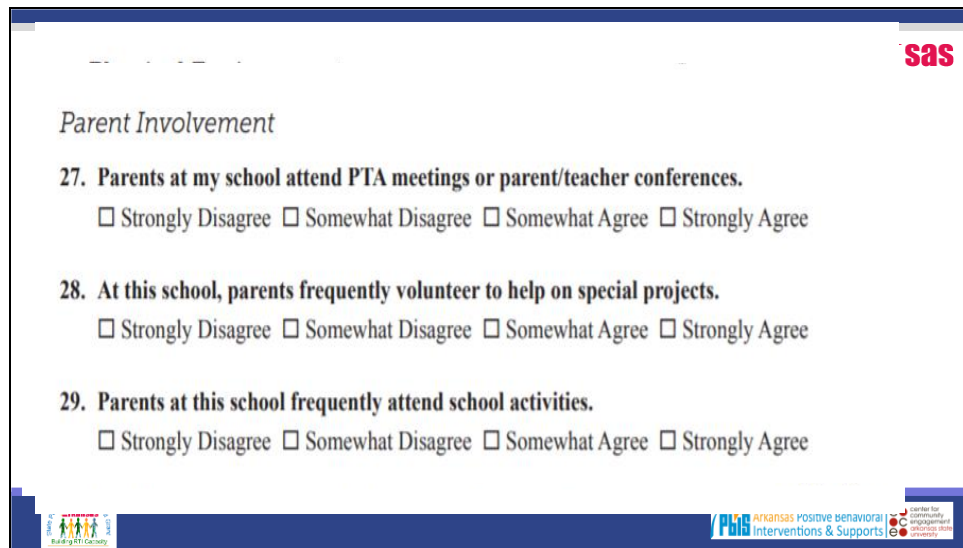 sas
Parent Involvement
27. Parents at my school attend PTA meetings or parent/teacher conferences.
☐ Strongly Disagree ☐ Somewhat Disagree ☐ Somewhat Agree ☐ Strongly Agree
28. At this school, parents frequently volunteer to help on special projects.
☐ Strongly Disagree ☐ Somewhat Disagree ☐ Somewhat Agree ☐ Strongly Agree
29. Parents at this school frequently attend school activities.
☐ Strongly Disagree ☐ Somewhat Disagree ☐ Somewhat Agree ☐ Strongly Agree
Building RTI Capacity
PBIS
Arkansas Positive Behavioral
Interventions & Supports
center for
community
engagement
arkansas state
university